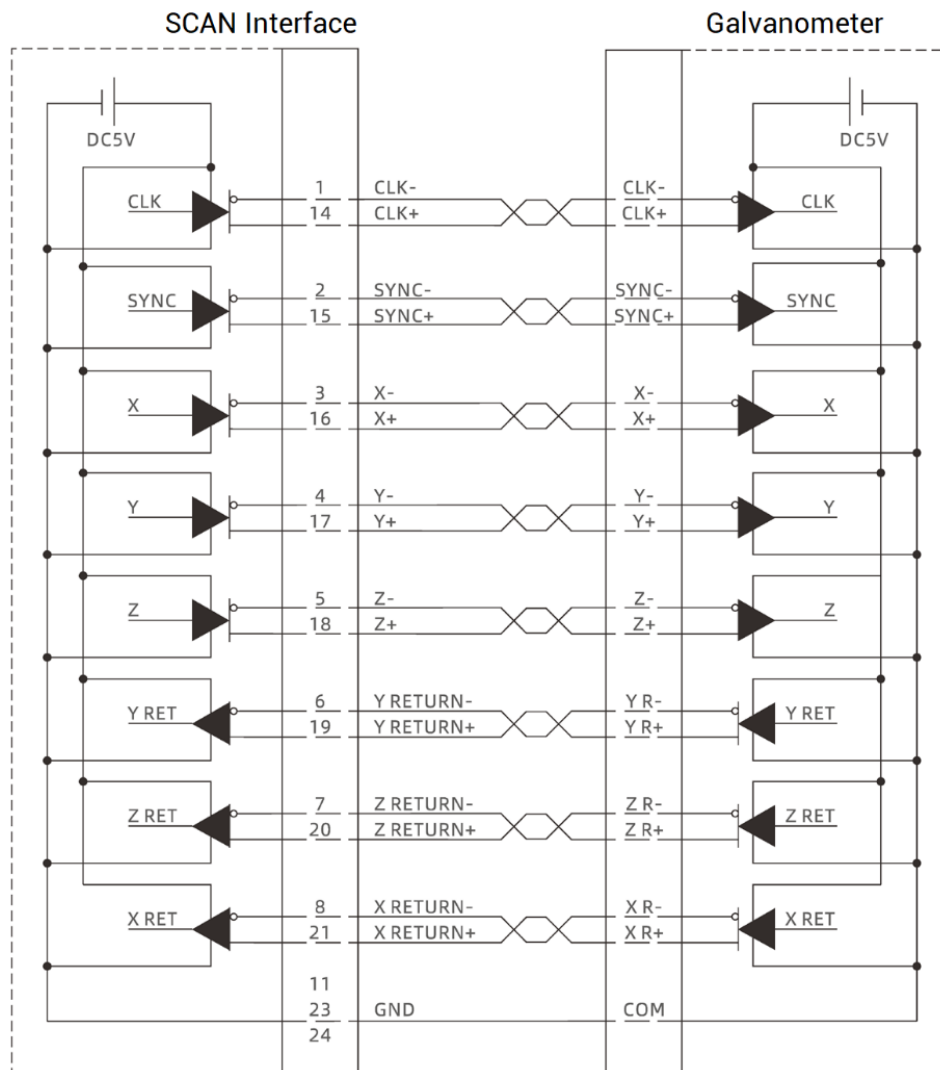 SCAN Interface Galvanometer
DC5V DC5V
CLK 1 CLK- CLK- CLK
14 CLK+ CLK+
SYNC 2 SYNC- SYNC- SYNC
15 SYNC+ SYNC+
X 3 X- X- X
16 X+ X+
Y 4 Y- Y- Y
17 Y+ Y+
Z 5 Z- Z- Z
18 Z+ Z+
Y RET 6 Y RETURN- Y R- Y RET
19 Y RETURN+ Y R+
Z RET 7 Z RETURN- Z R- Z RET
20 Z RETURN+ Z R+
X RET 8 X RETURN- X R- X RET
21 X RETURN+ X R+
11
23 GND COM
24